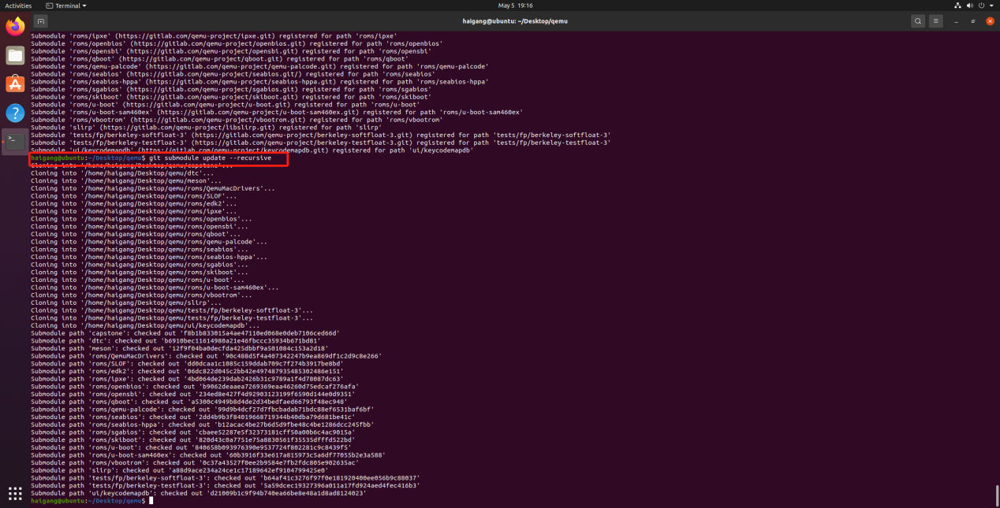 Activities
Terminal
May 5 19:16
haigang@ubuntu: ~/Desktop/qemu
Submodule 'roms/ipxe' (https://gitlab.com/qemu-project/ipxe.git) registered for path 'roms/ipxe'
Submodule 'roms/openbios' (https://gitlab.com/qemu-project/openbios.git) registered for path 'roms/openbios'
Submodule 'roms/opensbi' (https://gitlab.com/qemu-project/opensbi.git) registered for path 'roms/opensbi'
Submodule 'roms/qboot' (https://gitlab.com/qemu-project/qboot.git) registered for path 'roms/qboot'
Submodule 'roms/qemu-palcode' (https://gitlab.com/qemu-project/qemu-palcode.git) registered for path 'roms/qemu-palcode'
Submodule 'roms/seabios' (https://gitlab.com/qemu-project/seabios.git/) registered for path 'roms/seabios'
Submodule 'roms/seabios-hppa' (https://gitlab.com/qemu-project/seabios-hppa.git) registered for path 'roms/seabios-hppa'
Submodule 'roms/sgabios' (https://gitlab.com/qemu-project/sgabios.git) registered for path 'roms/sgabios'
Submodule 'roms/skiboot' (https://gitlab.com/qemu-project/skiboot.git) registered for path 'roms/skiboot'
Submodule 'roms/u-boot' (https://gitlab.com/qemu-project/u-boot.git) registered for path 'roms/u-boot'
Submodule 'roms/u-boot-sam460ex' (https://gitlab.com/qemu-project/u-boot-sam460ex.git) registered for path 'roms/u-boot-sam460ex'
Submodule 'roms/vbootrom' (https://gitlab.com/qemu-project/vbootrom.git) registered for path 'roms/vbootrom'
Submodule 'slirp' (https://gitlab.com/qemu-project/libslirp.git) registered for path 'slirp'
Submodule 'tests/fp/berkeley-softfloat-3' (https://gitlab.com/qemu-project/berkeley-softfloat-3.git) registered for path 'tests/fp/berkeley-softfloat-3'
Submodule 'tests/fp/berkeley-testfloat-3' (https://gitlab.com/qemu-project/berkeley-testfloat-3.git) registered for path 'tests/fp/berkeley-testfloat-3'
Submodule 'ui/keycodemapdb' (https://gitlab.com/qemu-project/keycodemapdb.git) registered for path 'ui/keycodemapdb'
haigang@ubuntu:~/Desktop/qemu$ git submodule update --recursive
Cloning into '/home/haigang/Desktop/qemu/capstone'...
Cloning into '/home/haigang/Desktop/qemu/dtc'...
Cloning into '/home/haigang/Desktop/qemu/meson'...
Cloning into '/home/haigang/Desktop/qemu/roms/QemuMacDrivers'...
Cloning into '/home/haigang/Desktop/qemu/roms/SLOF'...
Cloning into '/home/haigang/Desktop/qemu/roms/edk2'...
Cloning into '/home/haigang/Desktop/qemu/roms/ipxe'...
Cloning into '/home/haigang/Desktop/qemu/roms/openbios'...
Cloning into '/home/haigang/Desktop/qemu/roms/opensbi'...
Cloning into '/home/haigang/Desktop/qemu/roms/qboot'...
Cloning into '/home/haigang/Desktop/qemu/roms/qemu-palcode'...
Cloning into '/home/haigang/Desktop/qemu/roms/seabios'...
Cloning into '/home/haigang/Desktop/qemu/roms/seabios-hppa'...
Cloning into '/home/haigang/Desktop/qemu/roms/sgabios'...
Cloning into '/home/haigang/Desktop/qemu/roms/skiboot'...
Cloning into '/home/haigang/Desktop/qemu/roms/u-boot'...
Cloning into '/home/haigang/Desktop/qemu/roms/u-boot-sam460ex'...
Cloning into '/home/haigang/Desktop/qemu/roms/vbootrom'...
Cloning into '/home/haigang/Desktop/qemu/slirp'...
Cloning into '/home/haigang/Desktop/qemu/tests/fp/berkeley-softfloat-3'...
Cloning into '/home/haigang/Desktop/qemu/tests/fp/berkeley-testfloat-3'...
Cloning into '/home/haigang/Desktop/qemu/ui/keycodemapdb'...
Submodule path 'capstone': checked out 'f8b1b833015a4ae47110ed068e0deb7106ced66d'
Submodule path 'dtc': checked out 'b6910bec11614980a21e46fbccc35934b671bd81'
Submodule path 'meson': checked out '12f9f04ba0decfda425dbbf9a501084c153a2d18'
Submodule path 'roms/QemuMacDrivers': checked out '90c488d5f4a407342247b9ea869df1c2d9c8e266'
Submodule path 'roms/SLOF': checked out 'dd0dcaa1c1085c159ddab709c7f274b3917be8bd'
Submodule path 'roms/edk2': checked out '06dc822d045c2bb42e497487935485302486e151'
Submodule path 'roms/ipxe': checked out '4bd064de239dab2426b31c9789a1f4d78087dc63'
Submodule path 'roms/openbios': checked out 'b9062deaaea7269369eaa46260d75edcaf276afa'
Submodule path 'roms/opensbi': checked out '234ed8e427f4d92903123199f6590d144e0d9351'
Submodule path 'roms/qboot': checked out 'a5300c4949b8d4de2d34bedfaed66793f48ec948'
Submodule path 'roms/qemu-palcode': checked out '99d9b4dcf27d7fbcbadab71bdc88ef6531baf6bf'
Submodule path 'roms/seabios': checked out '2dd4b9b3f84019668719344b40dba79d681be41c'
Submodule path 'roms/seabios-hppa': checked out 'b12acac4be27b6d5d9fbe48c4be1286dcc245fbb'
Submodule path 'roms/sgabios': checked out 'cbaee52287e5f32373181cff50a00b6c4ac9015a'
Submodule path 'roms/skiboot': checked out '820d43c0a7751e75a8830561f35535dfffd522bd'
Submodule path 'roms/u-boot': checked out '840658b093976390e9537724f802281c9c8439f5'
Submodule path 'roms/u-boot-sam460ex': checked out '60b3916f33e617a815973c5a6df77055b2e3a588'
Submodule path 'roms/vbootrom': checked out '0c37a43527f0ee2b9584e7fb2fdc805e902635ac'
Submodule path 'slirp': checked out 'a88d9ace234a24ce1c17189642ef9104799425e0'
Submodule path 'tests/fp/berkeley-softfloat-3': checked out 'b64af41c3276f97f0e181920400ee056b9c88037'
Submodule path 'tests/fp/berkeley-testfloat-3': checked out '5a59dcec19327396a011a17fd924aed4fec416b3'
Submodule path 'ui/keycodemapdb': checked out 'd21009b1c9f94b740ea66be8e48a1d8ad8124023'
haigang@ubuntu:~/Desktop/qemu$